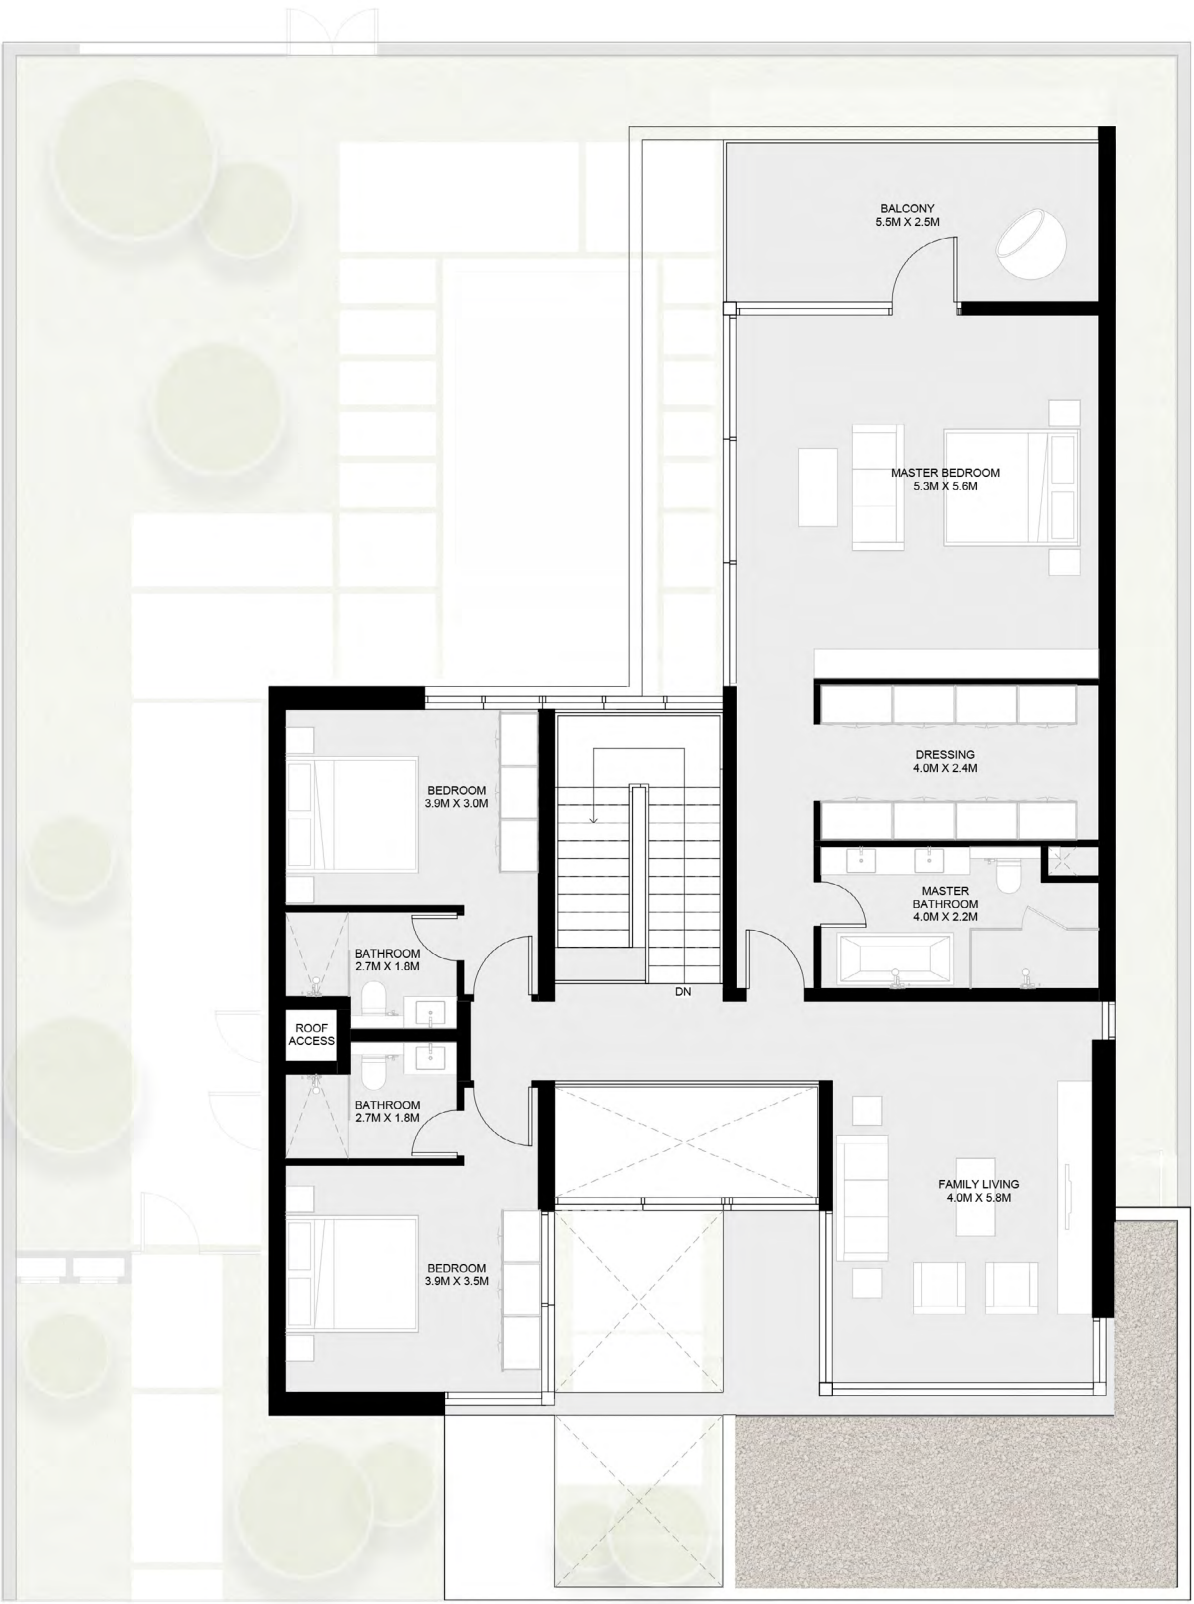 BALCONY
5.5M X 2.5M
MASTER BEDROOM
5.3M X 5.6M
DRESSING
4.0M X 2.4M
BEDROOM
3.9M X 3.0M
MASTER
BATHROOM
4.0M X 2.2M
BATHROOM
2.7M X 1.8M
DN
ROOF
ACCESS
BATHROOM
2.7M X 1.8M
FAMILY LIVING
4.0M X 5.8M
BEDROOM
3.9M X 3.5M